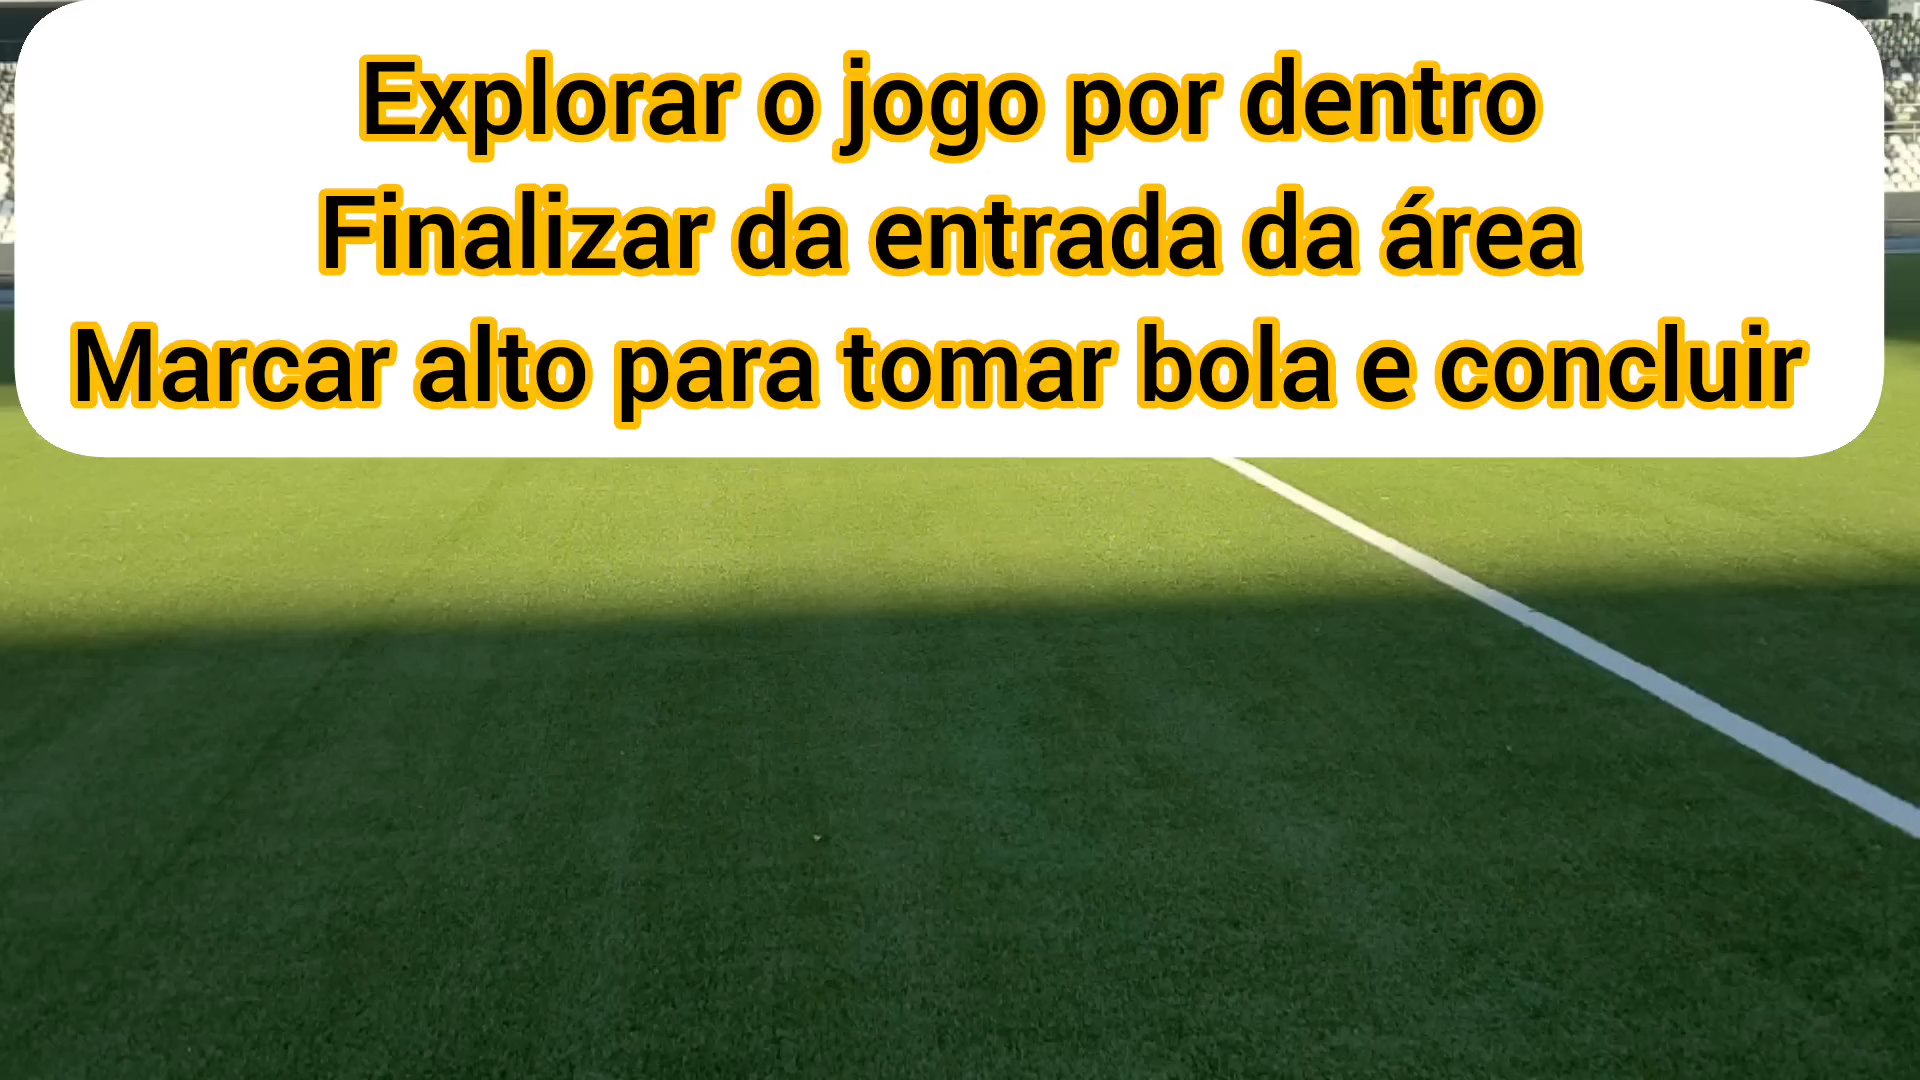 Explorar o jogo por dentro
Finalizar da entrada da área
Marcar alto para tomar bola e concluir